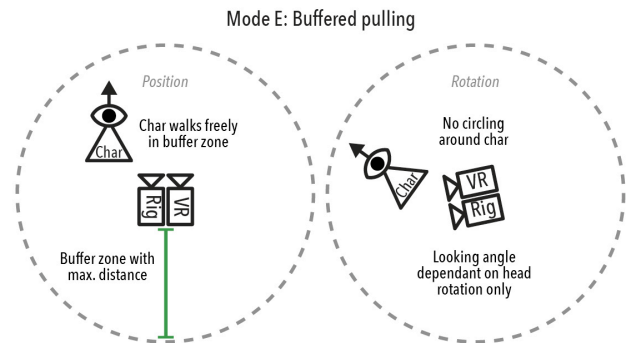 Mode E: Buffered pulling
Position
Char walks freely
in buffer zone
Char
Rig
VR
Buffer zone with
max. distance
Rotation
No circling
around char
Char
VR
Rig
Looking angle
dependant on head
rotation only